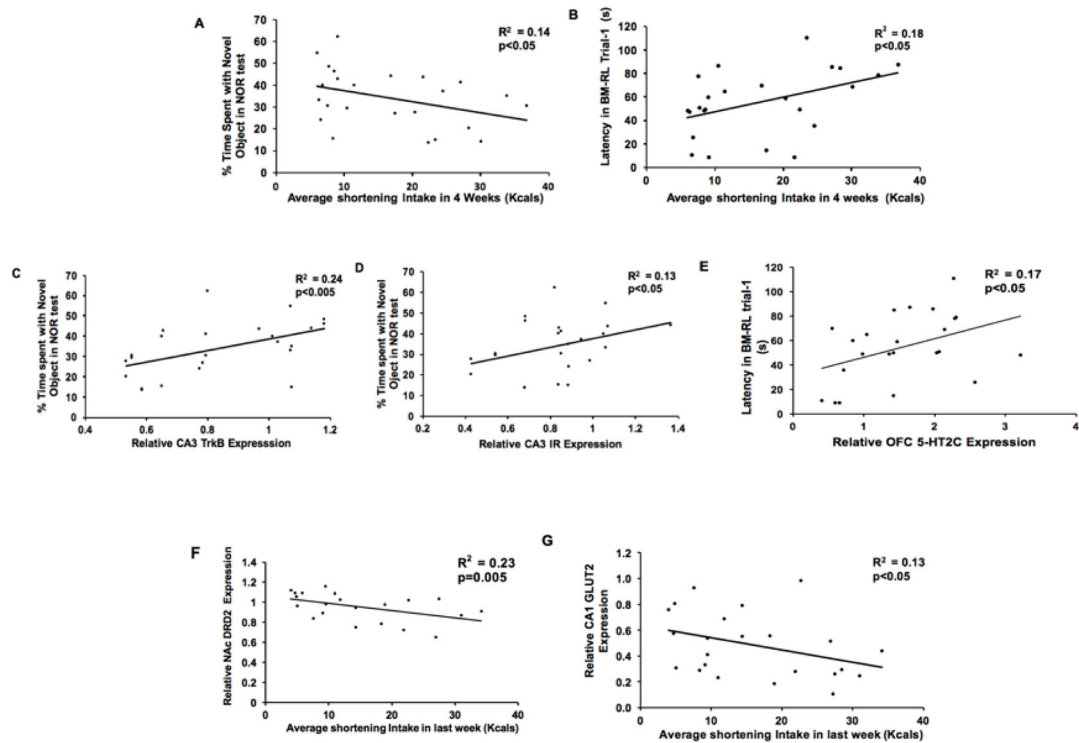 A
R² = 0.14
p<0.05
70
60
50
40
30
20
10
0
% Time Spent with Novel
Object in NOR test
0 10 20 30 40
Average shortening Intake in 4 Weeks (Kcals)
B
R² = 0.18
p<0.05
120
100
80
60
40
20
0
Latency in BM-RL Trial-1 (s)
0 10 20 30 40
Average shortening Intake in 4 weeks (Kcals)
C
R² = 0.24
p<0.005
70
60
50
40
30
20
10
0
% Time spent with Novel
Object in NOR test
0.4 0.6 0.8 1 1.2
Relative CA3 TrkB Expresssion
D
R² = 0.13
p<0.05
70
60
50
40
30
20
10
0
% Time spent with Novel
Oject in NOR test
0.2 0.4 0.6 0.8 1 1.2 1.4
Relative CA3 IR Expression
E
R² = 0.17
p<0.05
120
100
80
60
40
20
0
Latency in BM-RL trial-1
(s)
0 1 2 3 4
Relative OFC 5-HT2C Expression
F
R² = 0.23
p=0.005
1.4
1.2
1
0.8
0.6
0.4
0.2
0
Relative NAc DRD2 Expression
0 10 20 30 40
Average shortening Intake in last week (Kcals)
G
R² = 0.13
p<0.05
1.2
1.0
0.8
0.6
0.4
0.2
0.0
Relative CA1 GLUT2
Expression
0 10 20 30 40
Average shortening Intake in last week (Kcals)